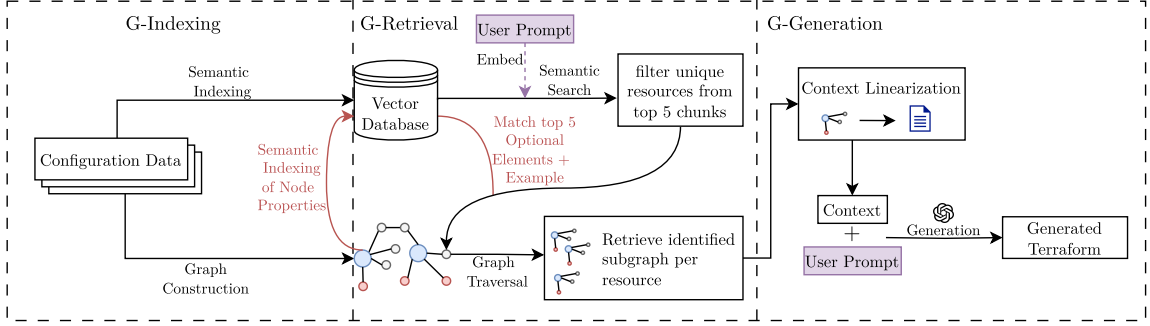 G-Indexing
Semantic
Indexing
Configuration Data
Semantic
Indexing
of Node
Properties
Graph
Construction
G-Retrieval
User Prompt
Embed
Semantic
Search
Vector
Database
filter unique
resources from
top 5 chunks
Match top 5
Optional
Elements +
Example
Graph
Traversal
Retrieve identified
subgraph per
resource
G-Generation
Context Linearization
Context
+
User Prompt
Generation
Generated
Terraform